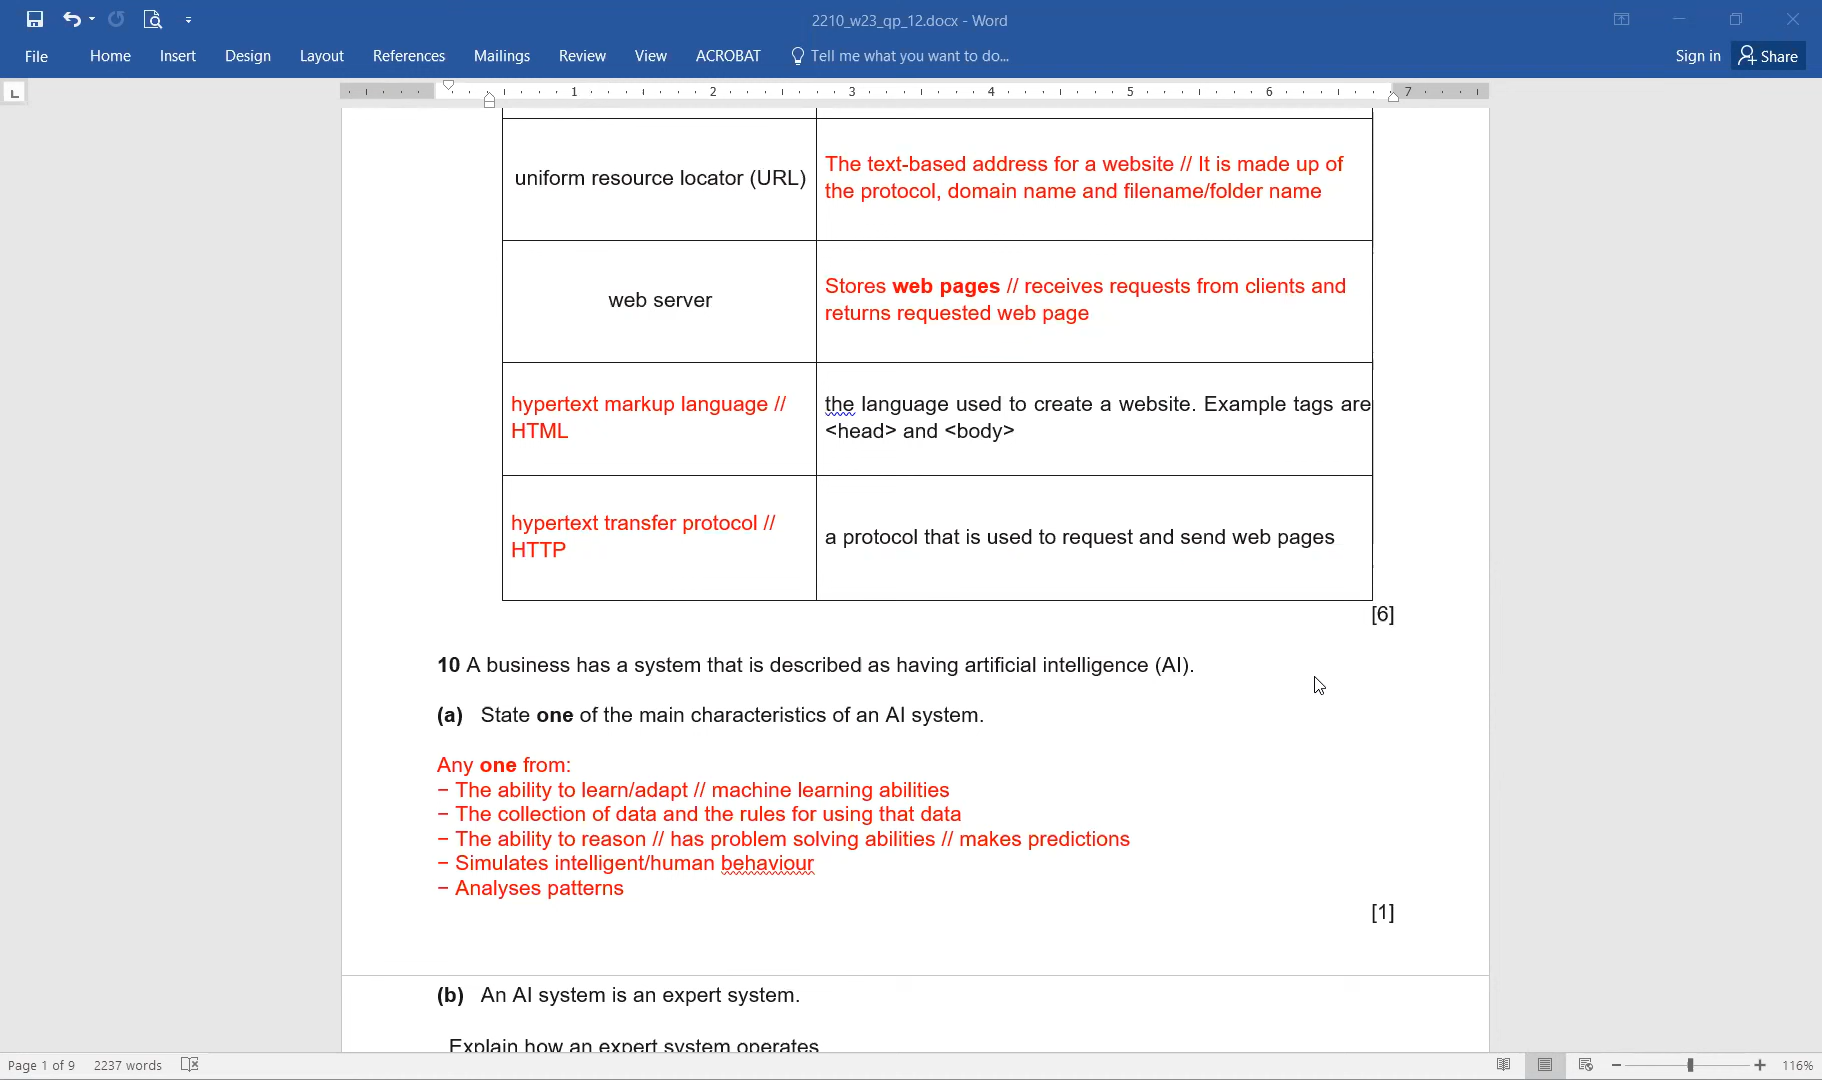 2210_w23_qp_12.docx - Word
File Home Insert Design Layout References Mailings Review View ACROBAT Tell me what you want to do... Sign in Share
1 2 3 4 5 6 7
uniform resource locator (URL)
The text-based address for a website // It is made up of
the protocol, domain name and filename/folder name
web server
Stores web pages // receives requests from clients and
returns requested web page
hypertext markup language //
HTML
the language used to create a website. Example tags are
<head> and <body>
hypertext transfer protocol //
HTTP
a protocol that is used to request and send web pages
[6]
10 A business has a system that is described as having artificial intelligence (AI).
(a) State one of the main characteristics of an AI system.
Any one from:
− The ability to learn/adapt // machine learning abilities
− The collection of data and the rules for using that data
− The ability to reason // has problem solving abilities // makes predictions
− Simulates intelligent/human behaviour
− Analyses patterns
[1]
(b) An AI system is an expert system.
Explain how an expert system operates
Page 1 of 9 2237 words 116%